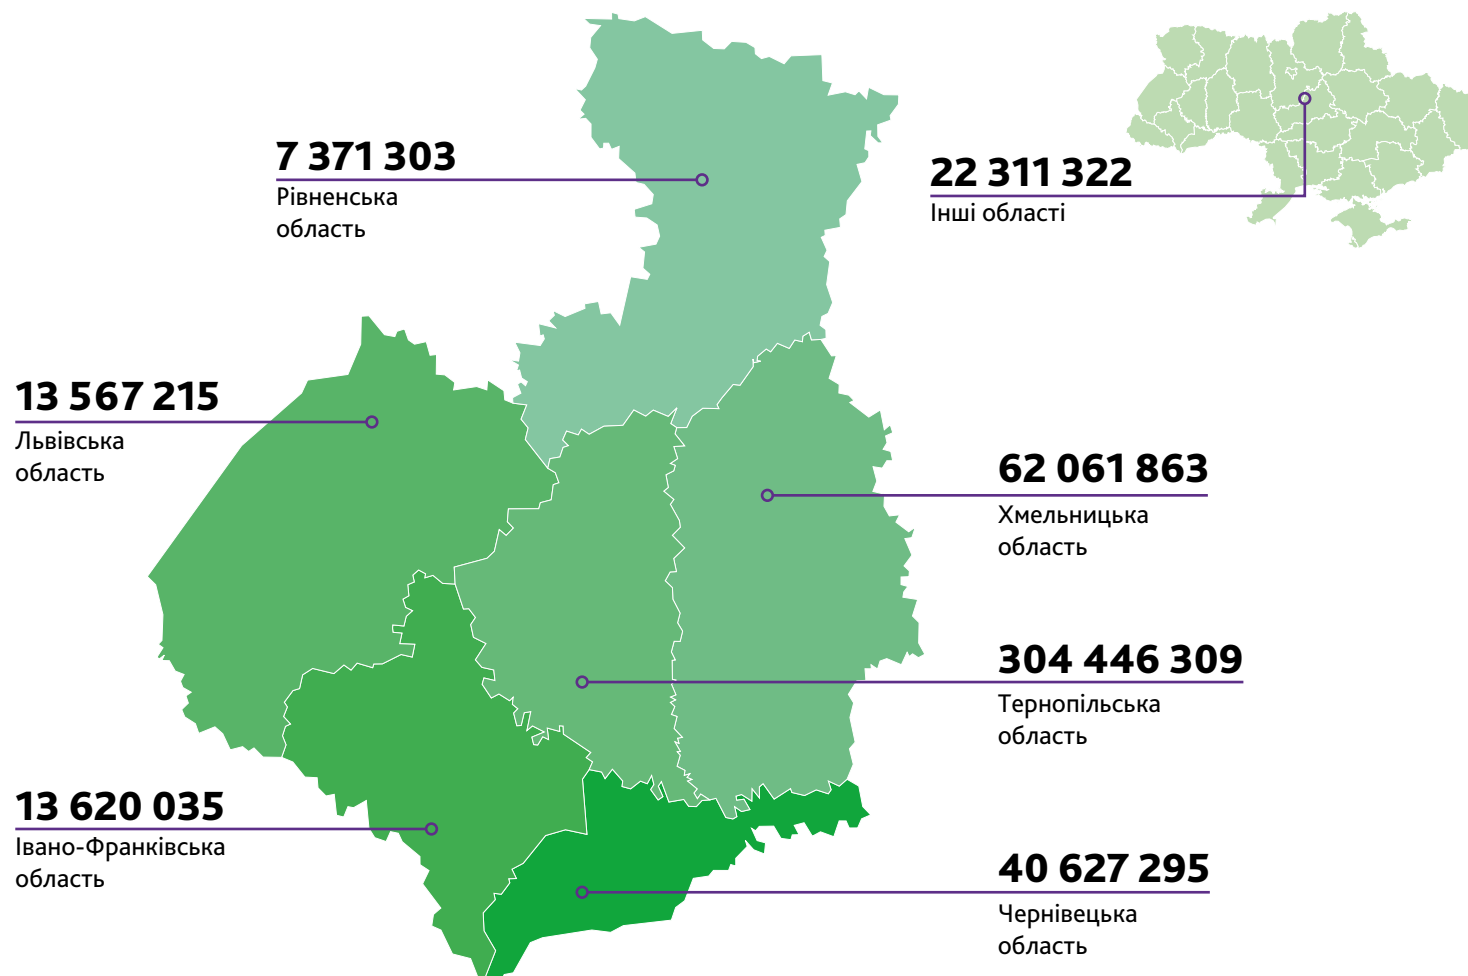 7 371 303
Рівненська
область
22 311 322
Інші області
13 567 215
Львівська
область
62 061 863
Хмельницька
область
304 446 309
Тернопільська
область
13 620 035
Івано-Франківська
область
40 627 295
Чернівецька
область